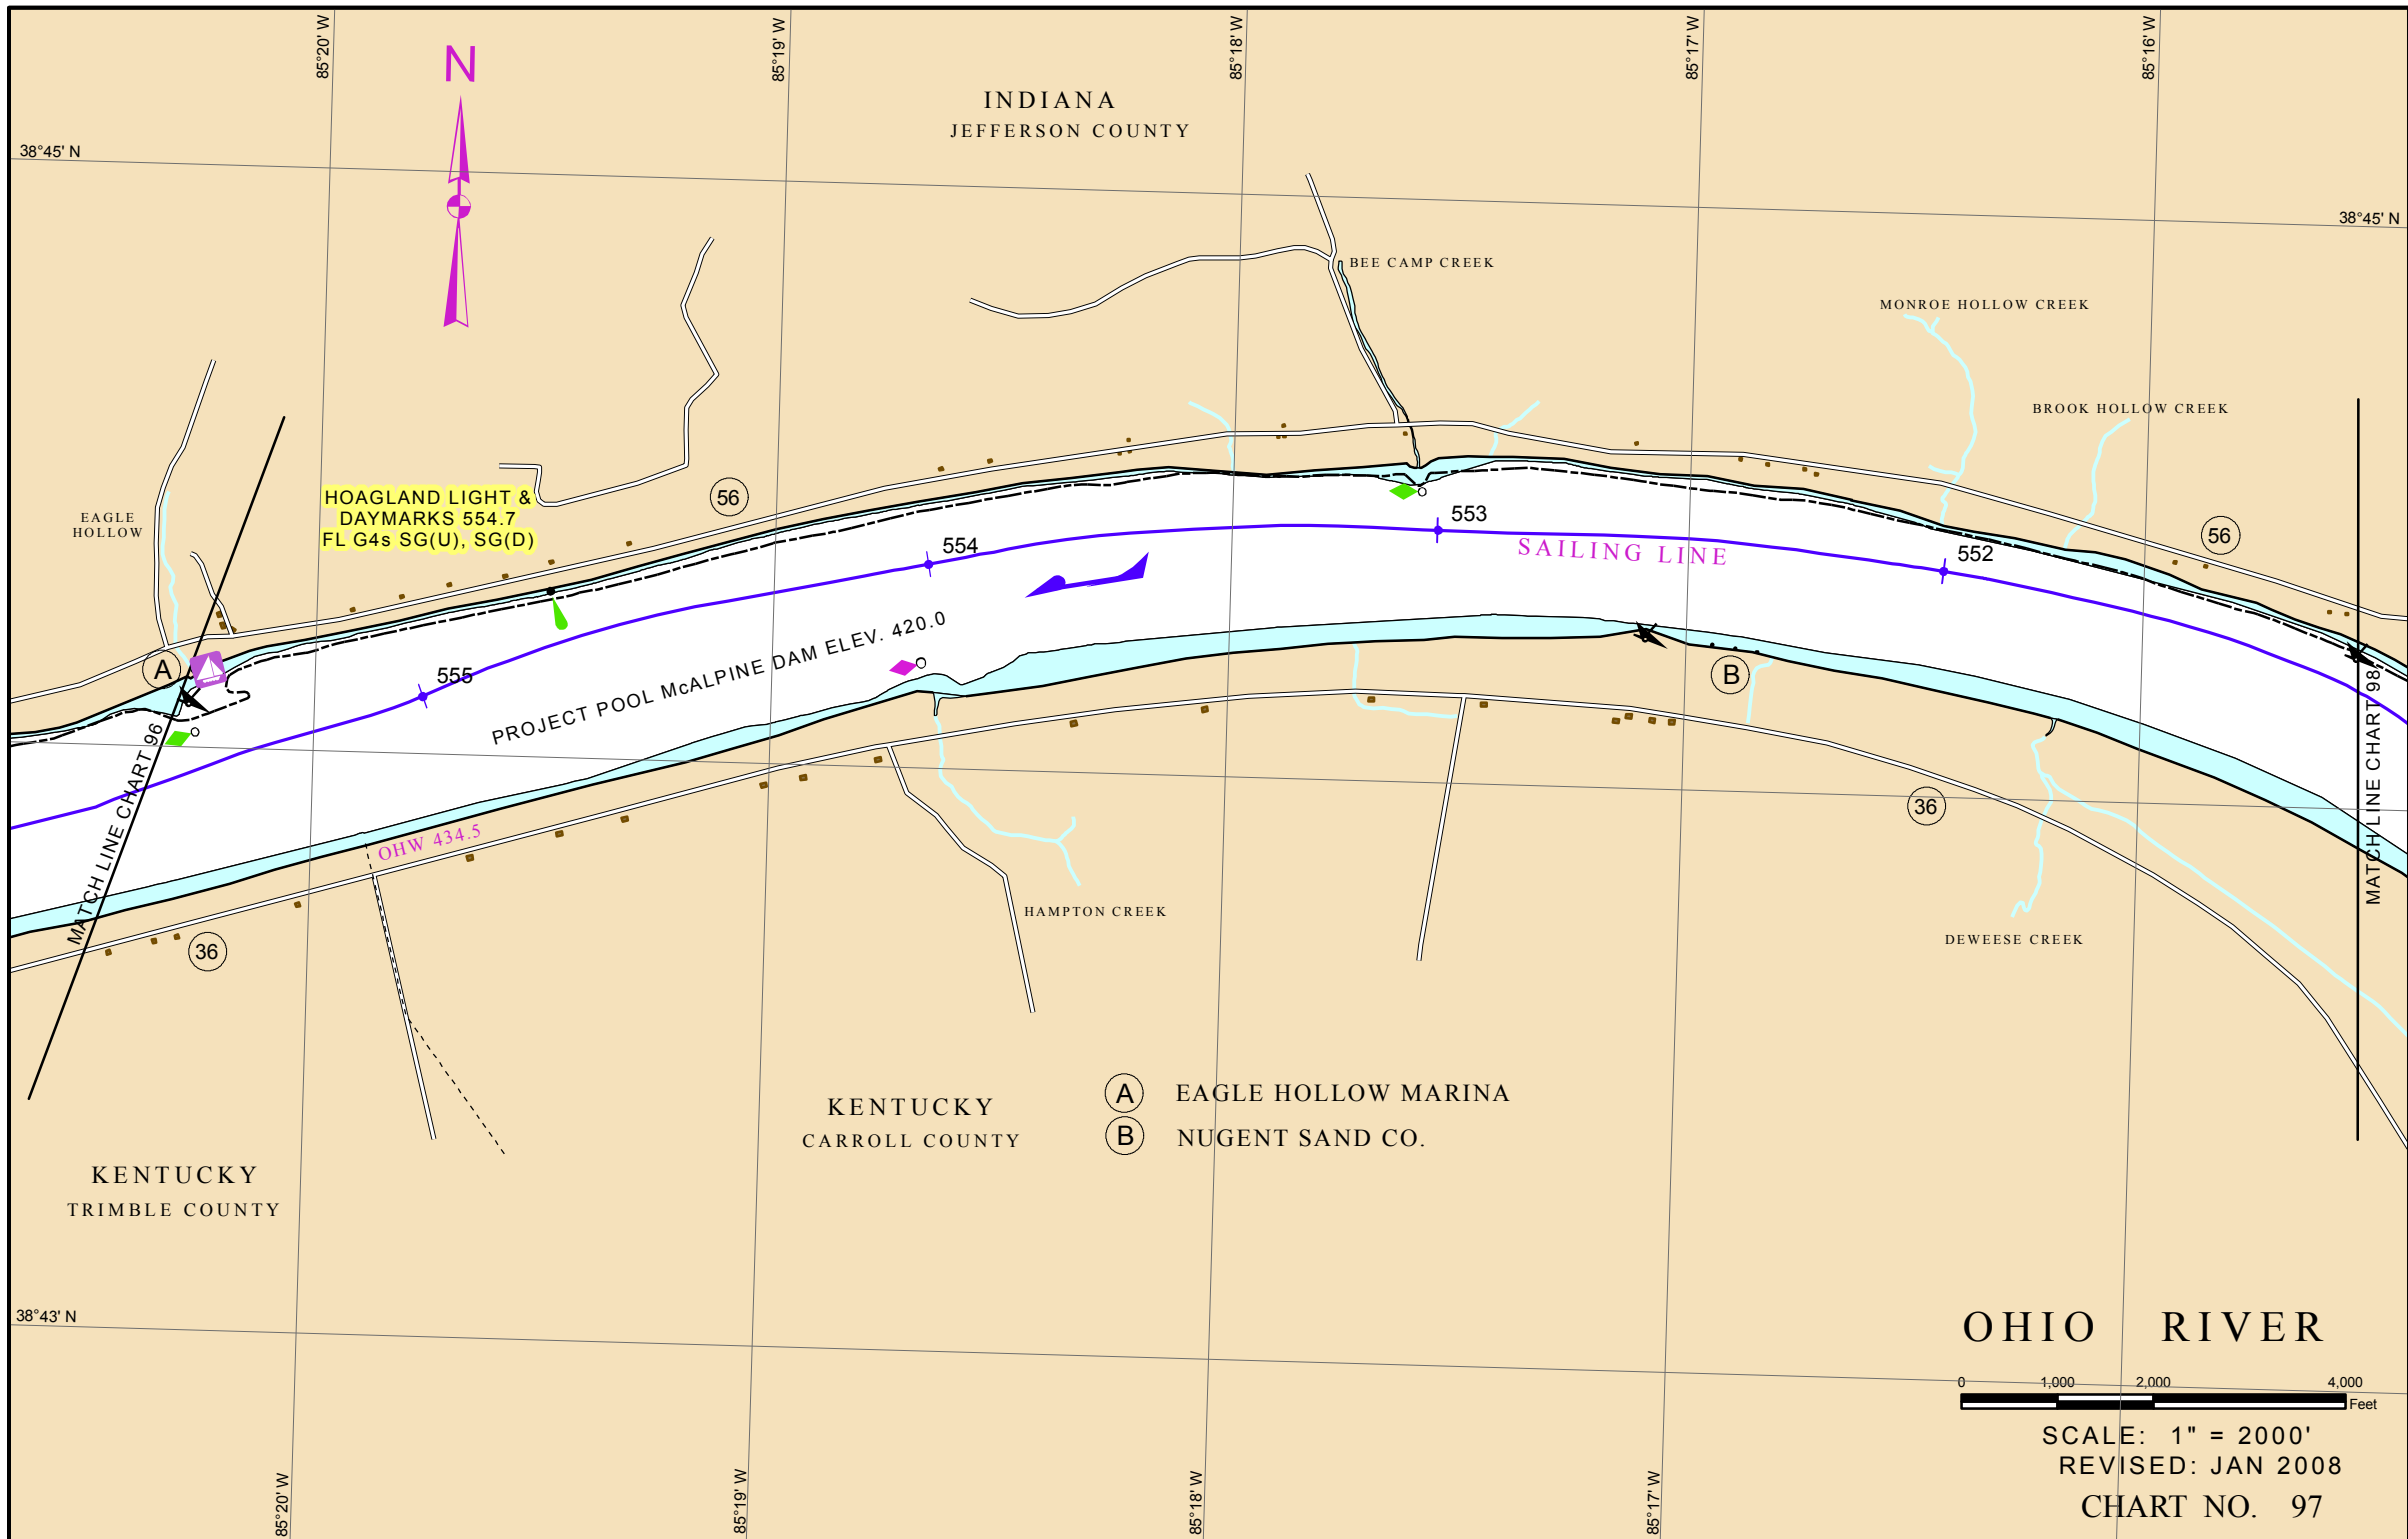 85°20' W
85°19' W
85°18' W
85°17' W
85°16' W
N
INDIANA
JEFFERSON COUNTY
38°45' N
38°45' N
BEE CAMP CREEK
MONROE HOLLOW CREEK
BROOK HOLLOW CREEK
HOAGLAND LIGHT &
DAYMARKS 554.7
FL G4s SG(U), SG(D)
56
EAGLE
HOLLOW
553
SAILING LINE
554
552
56
A
555
PROJECT POOL McALPINE DAM ELEV. 420.0
B
MATCH LINE CHART 96
MATCH LINE CHART 98
OHW 434.5
36
36
HAMPTON CREEK
DEWEESE CREEK
A EAGLE HOLLOW MARINA
B NUGENT SAND CO.
KENTUCKY
CARROLL COUNTY
KENTUCKY
TRIMBLE COUNTY
38°43' N
OHIO RIVER
0 1,000 2,000 4,000
Feet
SCALE: 1" = 2000'
REVISED: JAN 2008
CHART NO. 97
85°20' W
85°19' W
85°18' W
85°17' W